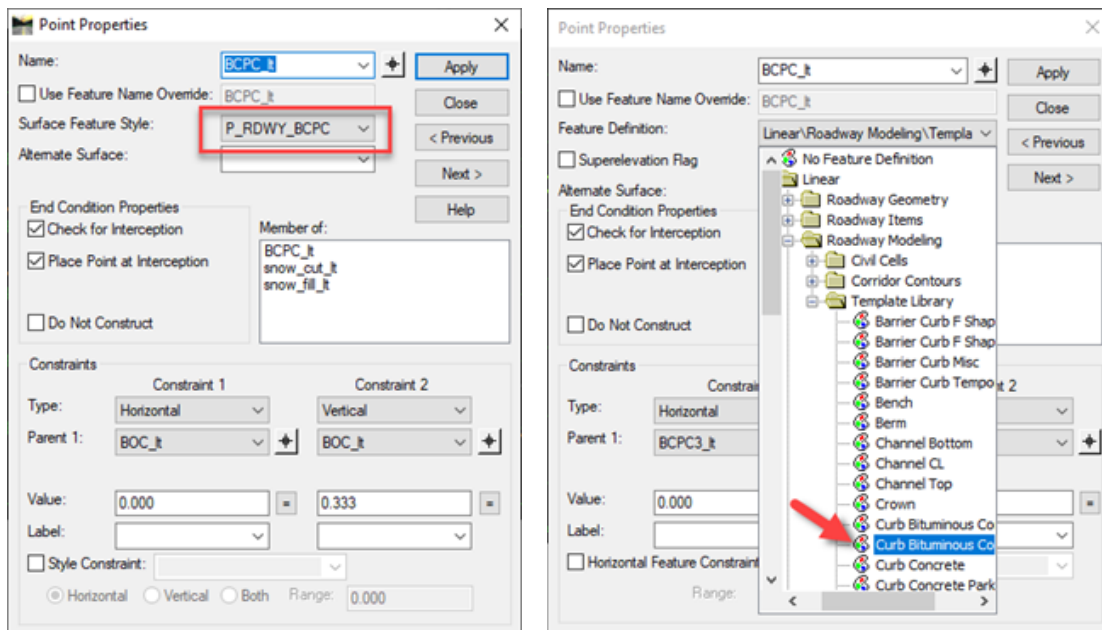 Point Properties
Name: BCPC_lt Apply
Use Feature Name Override: BCPC_lt Close
Surface Feature Style: P_RDWY_BCPC < Previous
Alternate Surface:
Next >
End Condition Properties Help
Check for Interception Member of:
Place Point at Interception BCPC_lt
snow_cut_lt
snow_fill_lt
Do Not Construct
Constraints
Constraint 1 Constraint 2
Type: Horizontal Vertical
Parent 1: BOC_lt BOC_lt
Value: 0.000 = 0.333 =
Label:
Style Constraint:
Horizontal Vertical Both Range: 0.000
Point Properties
Name: BCPC_lt Apply
Use Feature Name Override: BCPC_lt Close
Feature Definition: Linear\Roadway Modeling\Templa < Previous
Superelevation Flag No Feature Definition
Linear Next >
Alternate Surface: Roadway Geometry
End Condition Properties Roadway Items
Check for Interception Roadway Modeling
Civil Cells
Place Point at Interception Corridor Contours
Template Library
Do Not Construct Barrier Curb F Shap
Barrier Curb F Shap
Constraints Barrier Curb Misc
Constrai Barrier Curb Tempo t 2
Type: Horizontal Bench
Berm
Parent 1: BCPC3_lt Channel Bottom
Channel CL
Channel Top
Value: 0.000 Crown =
Label: Curb Bituminous Co
Curb Bituminous Co
Horizontal Feature Constraint Curb Concrete
Range: Curb Concrete Park